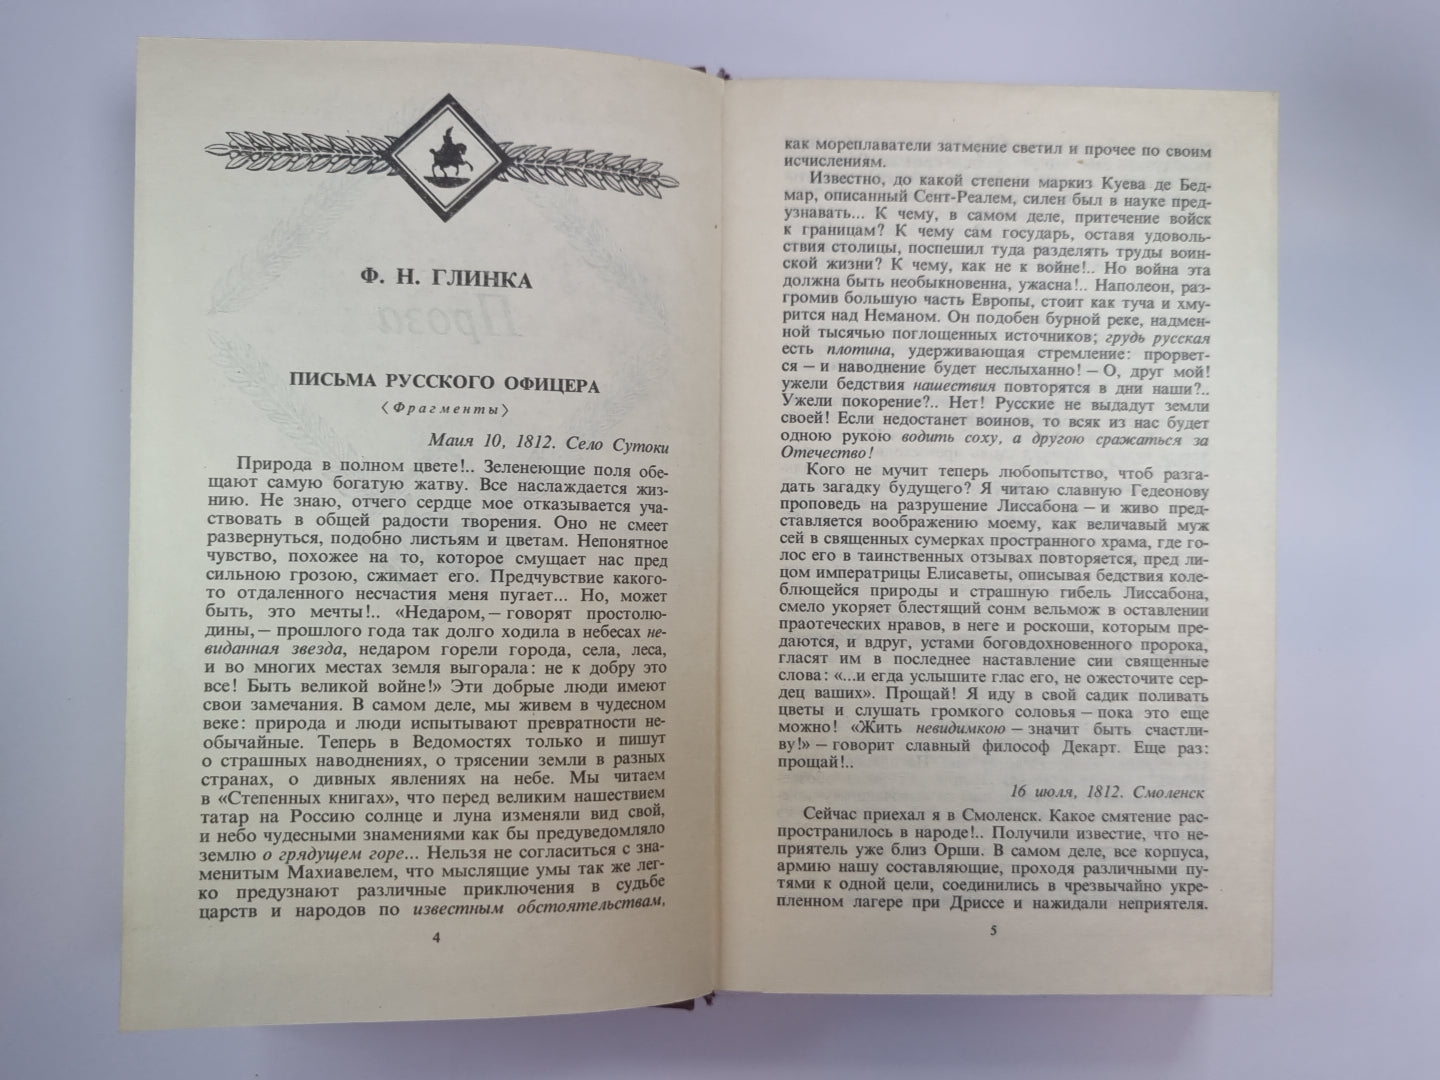 Ф. Н. ГЛИНКА
ПИСЬМА РУССКОГО ОФИЦЕРА
〈Фрагменты〉
Маия 10, 1812. Село Сутоки
Природа в полном цвете!.. Зеленеющие поля обе-
щают самую богатую жатву. Все наслаждается жиз-
нию. Не знаю, отчего сердце мое отказывается уча-
ствовать в общей радости творения. Оно не смеет
развернуться, подобно листьям и цветам. Непонятное
чувство, похожее на то, которое смущает нас пред
сильною грозою, сжимает его. Предчувствие какого-
то отдаленного несчастия меня пугает... Но, может
быть, это мечты!.. «Недаром, — говорят простолю-
дины, — прошлого года так долго ходила в небесах не-
виданная звезда, недаром горели города, села, леса,
и во многих местах земля выгорала: не к добру это
все! Быть великой войне!» Эти добрые люди имеют
свои замечания. В самом деле, мы живем в чудесном
веке: природа и люди испытывают превратности не-
обычайные. Теперь в Ведомостях только и пишут
о страшных наводнениях, о трясении земли в разных
странах, о дивных явлениях на небе. Мы читаем
в «Степенных книгах», что перед великим нашествием
татар на Россию солнце и луна изменяли вид свой,
и небо чудесными знамениями как бы предуведомляло
землю о грядущем горе... Нельзя не согласиться с зна-
менитым Махиавелем, что мыслящие умы так же лег-
ко предузнают различные приключения в судьбе
царств и народов по известным обстоятельствам,
4
как мореплаватели затмение светил и прочее по своим
исчислениям.
Известно, до какой степени маркиз Куева де Бед-
мар, описанный Сент-Реалем, силен был в науке пред-
узнавать... К чему, в самом деле, притечение войск
к границам? К чему сам государь, оставя удоволь-
ствия столицы, поспешил туда разделять труды воин-
ской жизни? К чему, как не к войне!.. Но война эта
должна быть необыкновенна, ужасна!.. Наполеон, раз-
громив большую часть Европы, стоит как туча и хму-
рится над Неманом. Он подобен бурной реке, надмен-
ной тысячью поглощенных источников; грудь русская
есть плотина, удерживающая стремление: прорвет-
ся — и наводнение будет неслыханно! — О, друг мой!
ужели бедствия нашествия повторятся в дни наши?..
Ужели покорение?.. Нет! Русские не выдадут земли
своей! Если недостанет воинов, то всяк из нас будет
одною рукою водить соху, а другою сражаться за
Отечество!
Кого не мучит теперь любопытство, чтоб разга-
дать загадку будущего? Я читаю славную Гедеонову
проповедь на разрушение Лиссабона — и живо пред-
ставляется воображению моему, как величавый муж
сей в священных сумерках пространного храма, где го-
лос его в таинственных отзывах повторяется, пред ли-
цом императрицы Елисаветы, описывая бедствия коле-
блющейся природы и страшную гибель Лиссабона,
смело укоряет блестящий сонм вельмож в оставлении
праотеческих нравов, в неге и роскоши, которым пре-
даются, и вдруг, устами боговдохновенного пророка,
гласят им в последнее наставление сии священные
слова: «...и егда услышите глас его, не ожесточите сер-
дец ваших». Прощай! Я иду в свой садик поливать
цветы и слушать громкого соловья — пока это еще
можно! «Жить невидимкою — значит быть счастли-
ву!» — говорит славный философ Декарт. Еще раз:
прощай!..
16 июля, 1812. Смоленск
Сейчас приехал я в Смоленск. Какое смятение рас-
пространилось в народе!.. Получили известие, что не-
приятель уже близ Орши. В самом деле, все корпуса,
армию нашу составляющие, проходя различными пу-
тями к одной цели, соединились в чрезвычайно укре-
пленном лагере при Дриссе и нажидали неприятеля.
5